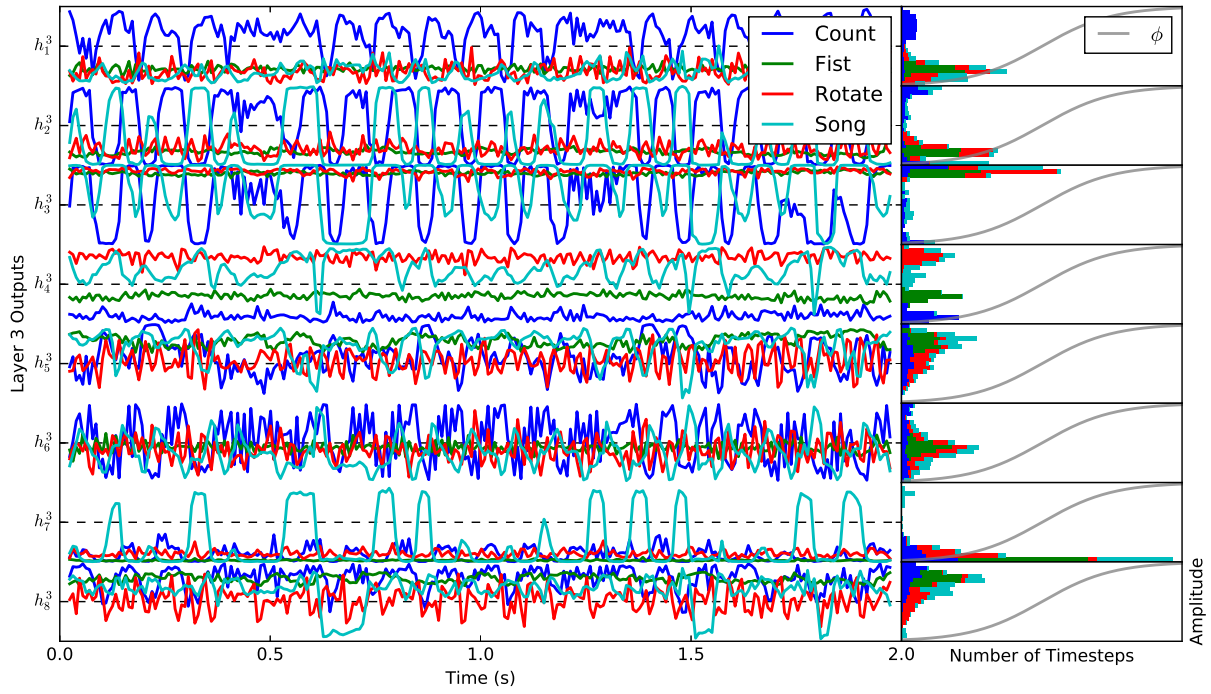 Count
Fist
Rotate
Song
ϕ
h₁³
h₂³
h₃³
h₄³
h₅³
h₆³
h₇³
h₈³
Layer 3 Outputs
0.0 0.5 1.0 1.5 2.0
Time (s)
Number of Timesteps
Amplitude